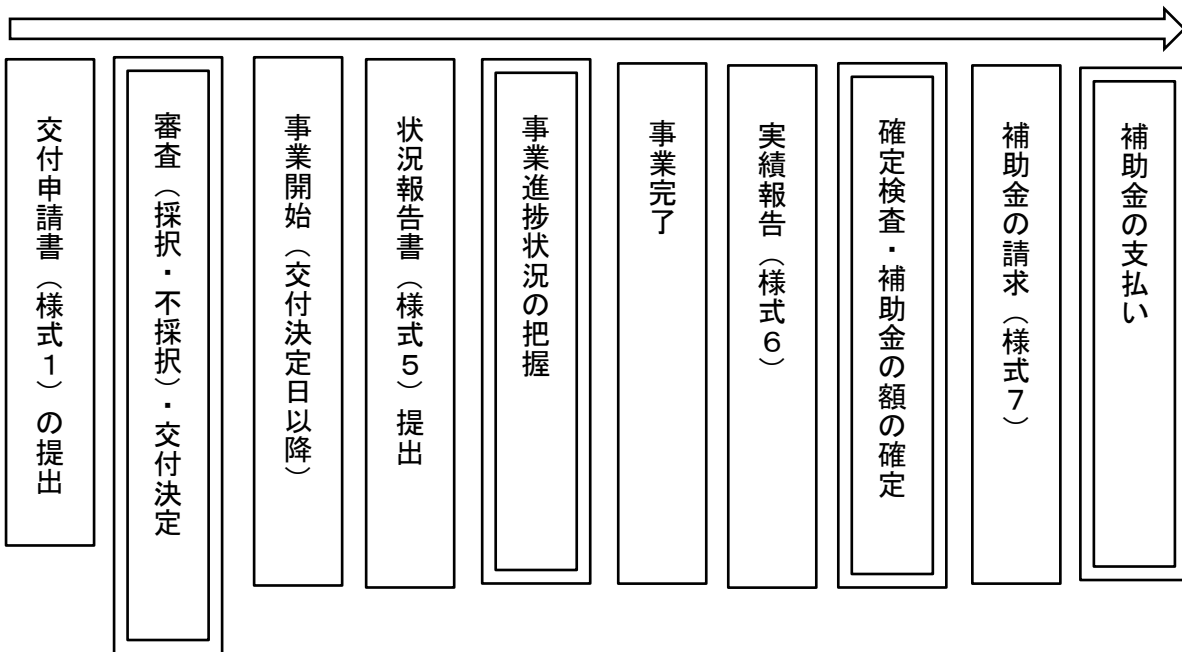 交付申請書（様式１）の提出
審査（採択・不採択）・交付決定
事業開始（交付決定日以降）
状況報告書（様式５）提出
事業進捗状況の把握
事業完了
実績報告（様式６）
確定検査・補助金の額の確定
補助金の請求（様式７）
補助金の支払い